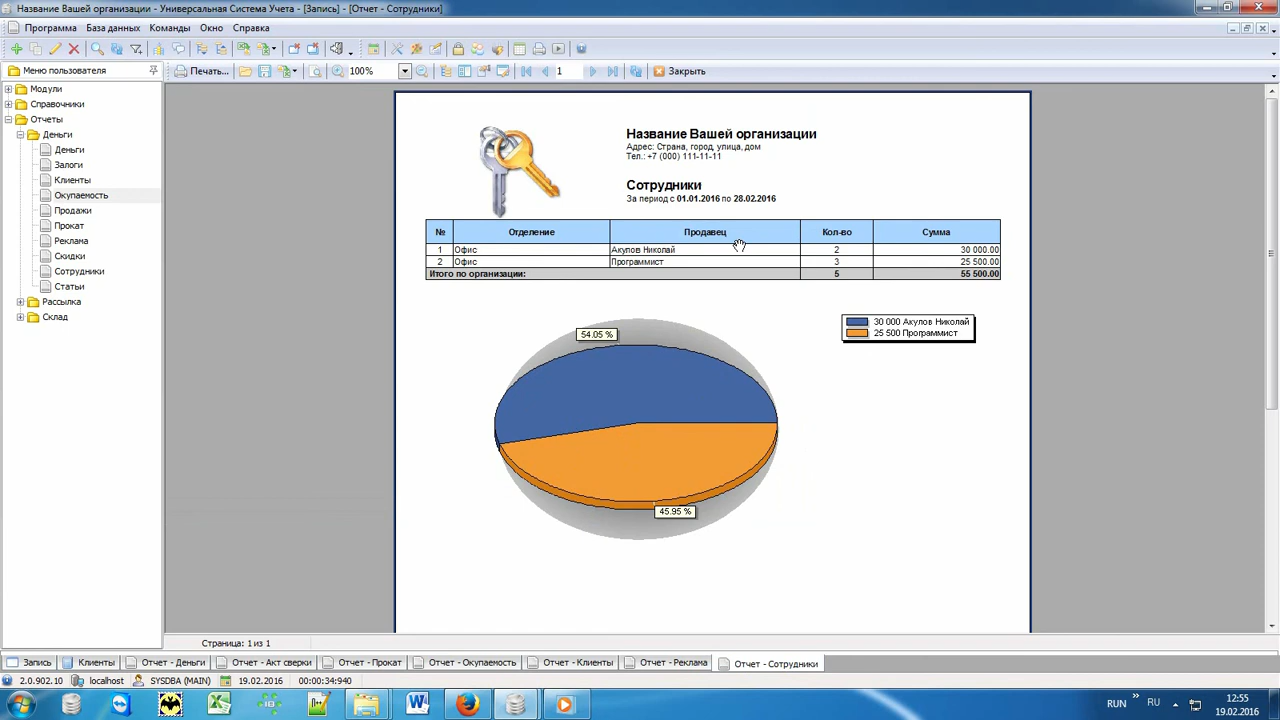 Название Вашей организации - Универсальная Система Учета - [Запись] - [Отчет - Сотрудники]
Программа База данных Команды Окно Справка
Меню пользователя
Печать... 100% 1 Закрыть
Модули
Справочники
Отчеты
Деньги
Деньги
Залоги
Клиенты
Окупаемость
Продажи
Прокат
Реклама
Скидки
Сотрудники
Статьи
Рассылка
Склад
Название Вашей организации
Адрес: Страна, город, улица, дом
Тел.: +7 (000) 111-11-11
Сотрудники
За период с 01.01.2016 по 28.02.2016
№ Отделение Продавец Кол-во Сумма
1 Офис Акулов Николай 2 30 000.00
2 Офис Программист 3 25 500.00
Итого по организации: 5 55 500.00
54.05 %
30 000 Акулов Николай
25 500 Программист
45.95 %
Страница: 1 из 1
Запись Клиенты Отчет - Деньги Отчет - Акт сверки Отчет - Прокат Отчет - Окупаемость Отчет - Клиенты Отчет - Реклама Отчет - Сотрудники
2.0.902.10 localhost SYSDBA (MAIN) 19.02.2016 00:00:34:940
RUN RU 12:55
19.02.2016